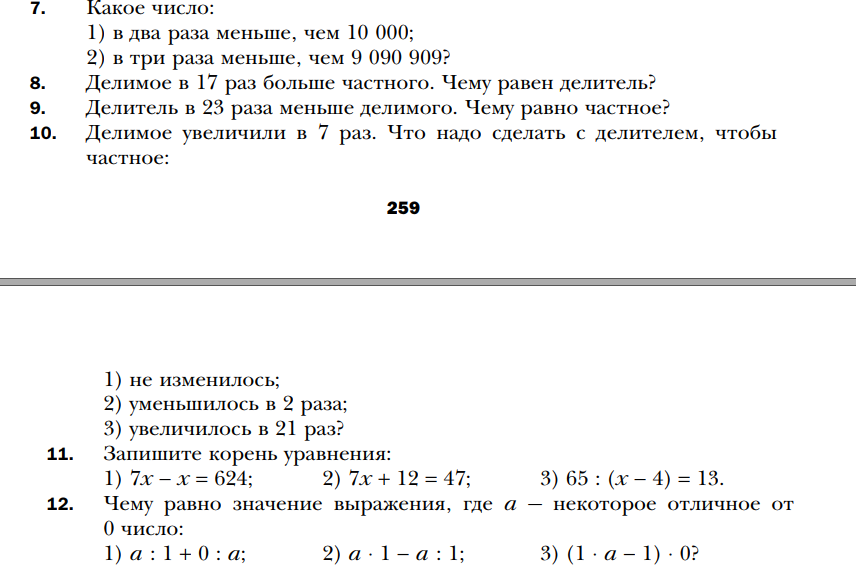 7. Какое число:
1) в два раза меньше, чем 10 000;
2) в три раза меньше, чем 9 090 909?
8. Делимое в 17 раз больше частного. Чему равен делитель?
9. Делитель в 23 раза меньше делимого. Чему равно частное?
10. Делимое увеличили в 7 раз. Что надо сделать с делителем, чтобы
частное:
259
1) не изменилось;
2) уменьшилось в 2 раза;
3) увеличилось в 21 раз?
11. Запишите корень уравнения:
1) 7x − x = 624; 2) 7x + 12 = 47; 3) 65 : (x − 4) = 13.
12. Чему равно значение выражения, где a — некоторое отличное от
0 число:
1) a : 1 + 0 : a; 2) a · 1 − a : 1; 3) (1 · a − 1) · 0?